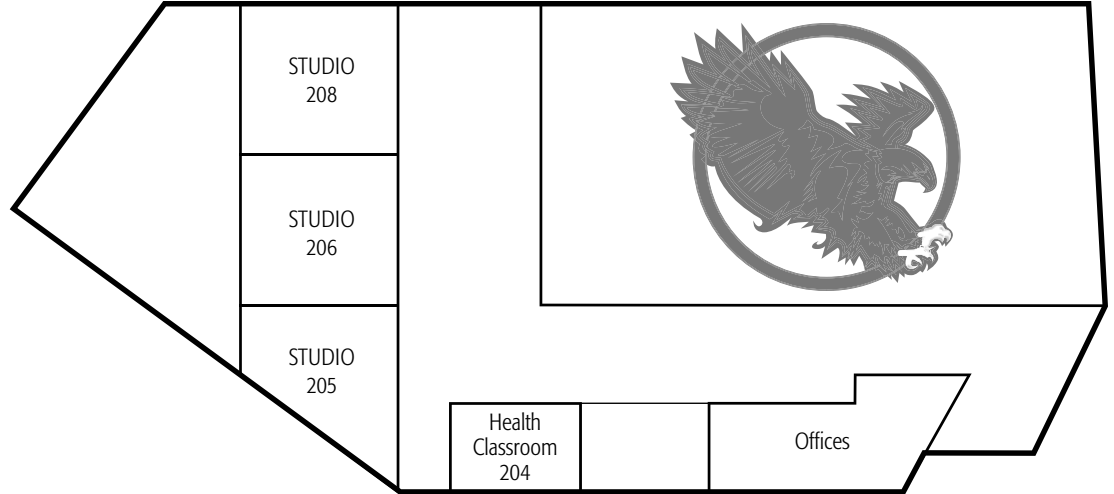 STUDIO
208
STUDIO
206
STUDIO
205
Health
Classroom
204
Offices